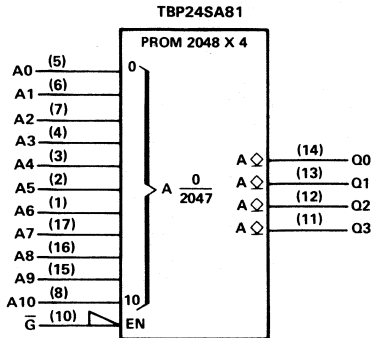 TBP24SA81
PROM 2048 X 4
A0 (5) 0
A1 (6)
A2 (7)
A3 (4)
A4 (3) A ◇ (14) Q0
A5 (2) A 0/2047 A ◇ (13) Q1
A6 (1) A ◇ (12) Q2
A7 (17) A ◇ (11) Q3
A8 (16)
A9 (15)
A10 (8) 10
G̅ (10) EN